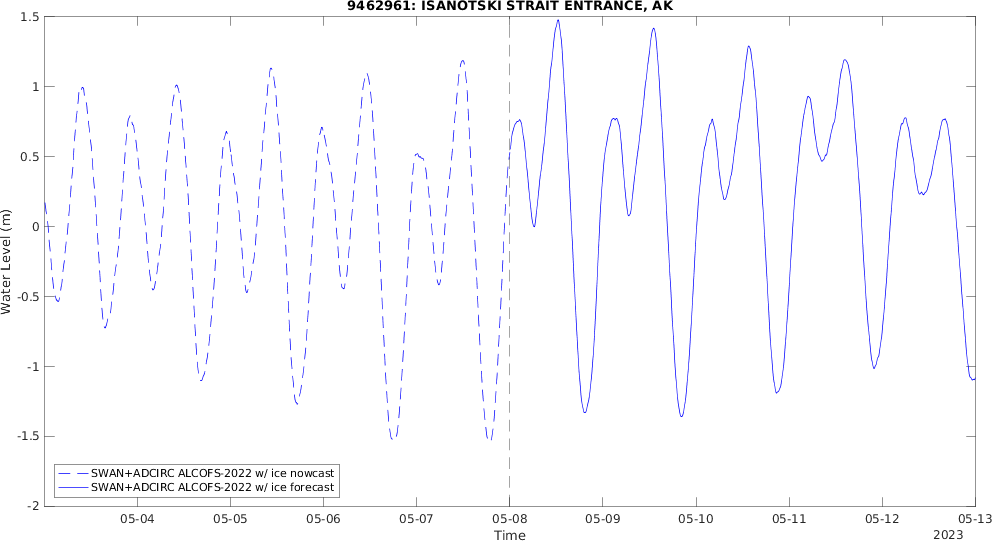 9462961: ISANOTSKI STRAIT ENTRANCE, AK
1.5
1
0.5
0
-0.5
-1
-1.5
-2
Water Level (m)
SWAN+ADCIRC ALCOFS-2022 w/ ice nowcast
SWAN+ADCIRC ALCOFS-2022 w/ ice forecast
05-04 05-05 05-06 05-07 05-08 05-09 05-10 05-11 05-12 05-13
Time
2023